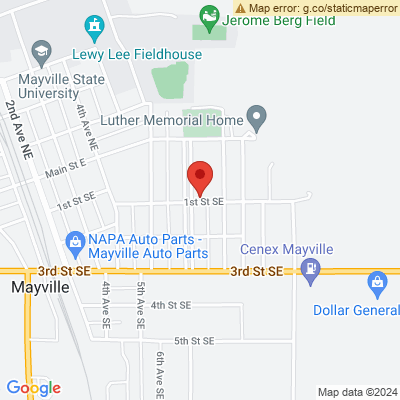 Map error: g.co/staticmaperror
Jerome Berg Field
Lewy Lee Fieldhouse
Mayville State
University
2nd Ave NE
4th Ave NE
Luther Memorial Home
Main St E
1st St SE
1st St SE
NAPA Auto Parts -
Mayville Auto Parts
Cenex Mayville
3rd St SE
3rd St SE
Mayville
Dollar General
4th Ave SE
5th Ave SE
4th St SE
5th St SE
6th Ave SE
Google
Map data ©2024